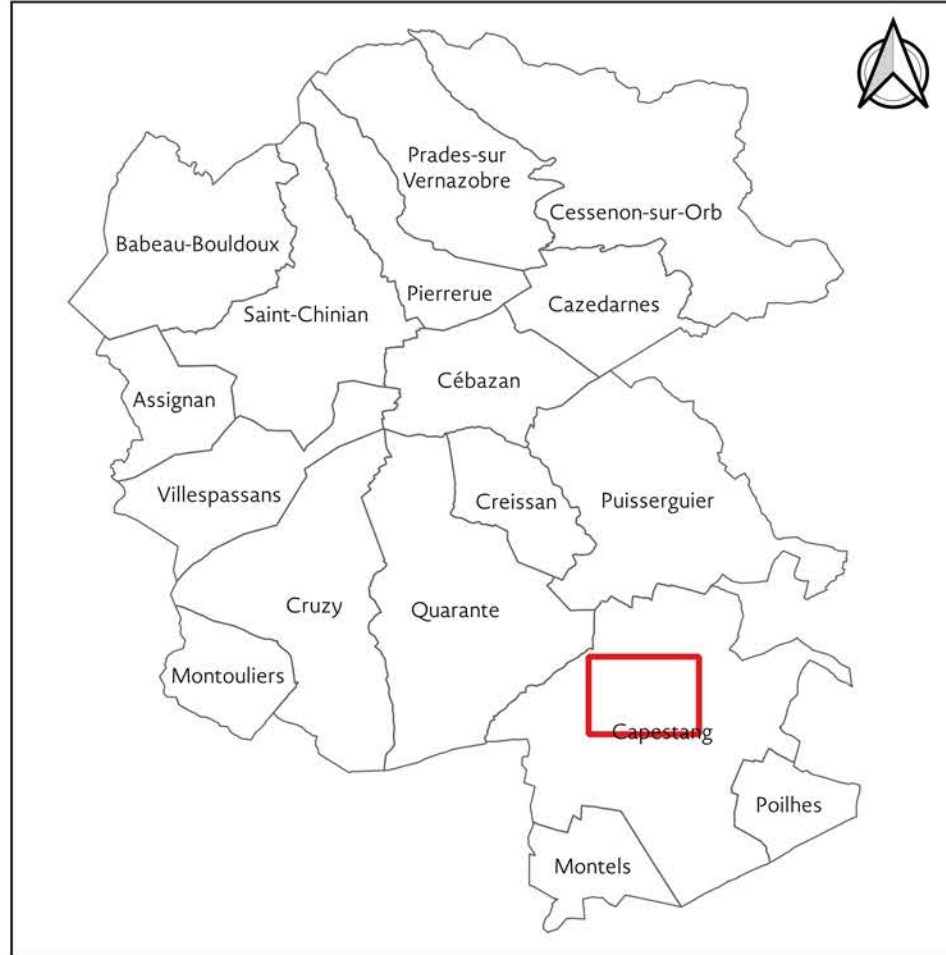 Prades-sur
Vernazobre
Cessenon-sur-Orb
Babeau-Bouldoux
Pierrerue
Cazedarnes
Saint-Chinian
Cébazan
Assignan
Villespassans
Creissan
Puisserguier
Cruzy
Quarante
Montouliers
Capestang
Poilhes
Montels